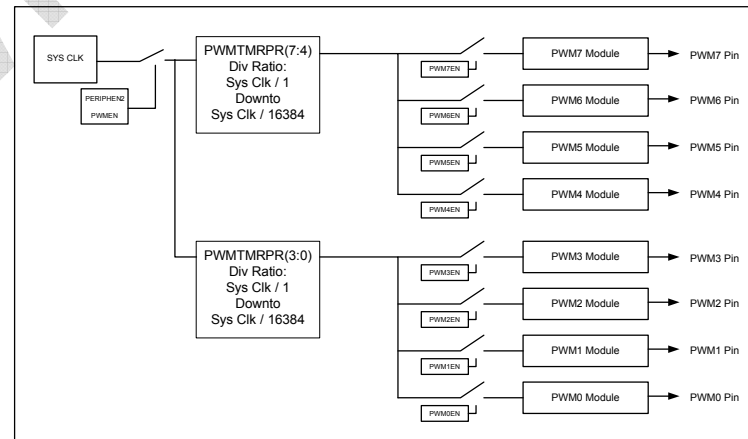 SYS CLK
PERIPHEN2
PWMEN
PWMTMRPR(7:4)
Div Ratio:
Sys Clk / 1
Downto
Sys Clk / 16384
PWM7EN
PWM7 Module
PWM7 Pin
PWM6EN
PWM6 Module
PWM6 Pin
PWM5EN
PWM5 Module
PWM5 Pin
PWM4EN
PWM4 Module
PWM4 Pin
PWMTMRPR(3:0)
Div Ratio:
Sys Clk / 1
Downto
Sys Clk / 16384
PWM3EN
PWM3 Module
PWM3 Pin
PWM2EN
PWM2 Module
PWM2 Pin
PWM1EN
PWM1 Module
PWM1 Pin
PWM0EN
PWM0 Module
PWM0 Pin